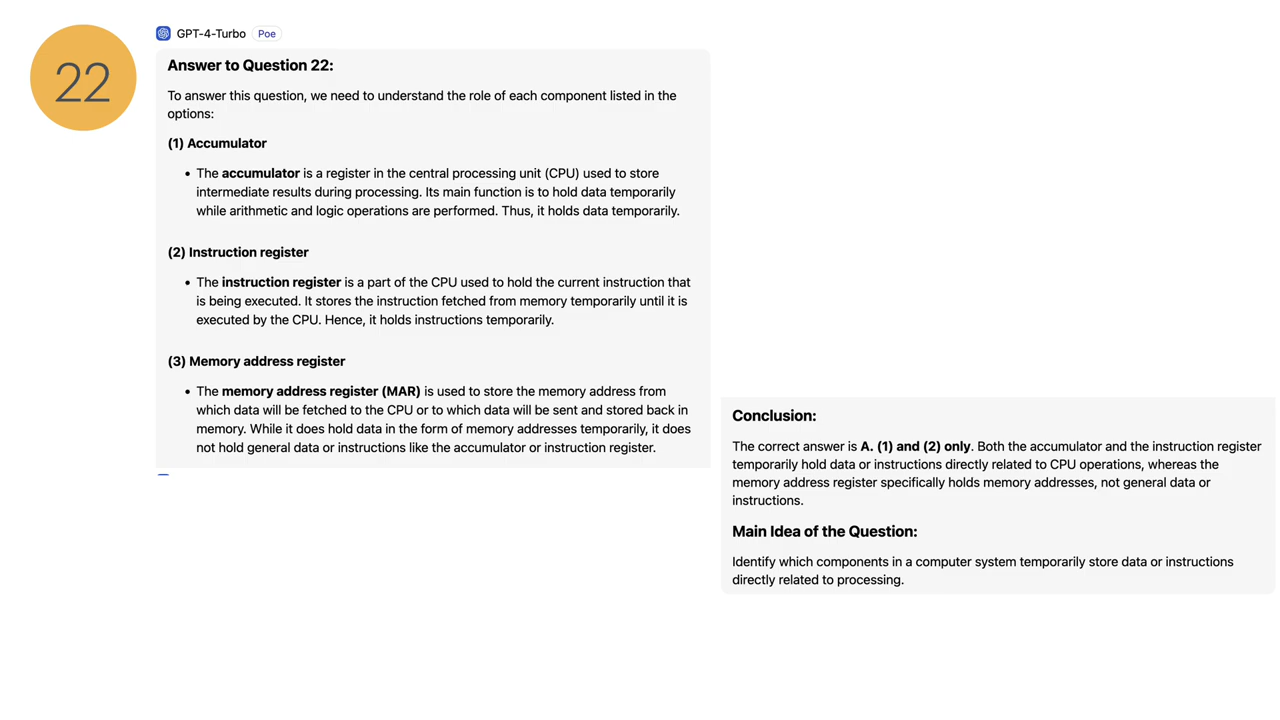 22
GPT-4-Turbo Poe
Answer to Question 22:
To answer this question, we need to understand the role of each component listed in the
options:
(1) Accumulator
• The accumulator is a register in the central processing unit (CPU) used to store
intermediate results during processing. Its main function is to hold data temporarily
while arithmetic and logic operations are performed. Thus, it holds data temporarily.
(2) Instruction register
• The instruction register is a part of the CPU used to hold the current instruction that
is being executed. It stores the instruction fetched from memory temporarily until it is
executed by the CPU. Hence, it holds instructions temporarily.
(3) Memory address register
• The memory address register (MAR) is used to store the memory address from
which data will be fetched to the CPU or to which data will be sent and stored back in
memory. While it does hold data in the form of memory addresses temporarily, it does
not hold general data or instructions like the accumulator or instruction register.
Conclusion:
The correct answer is A. (1) and (2) only. Both the accumulator and the instruction register
temporarily hold data or instructions directly related to CPU operations, whereas the
memory address register specifically holds memory addresses, not general data or
instructions.
Main Idea of the Question:
Identify which components in a computer system temporarily store data or instructions
directly related to processing.